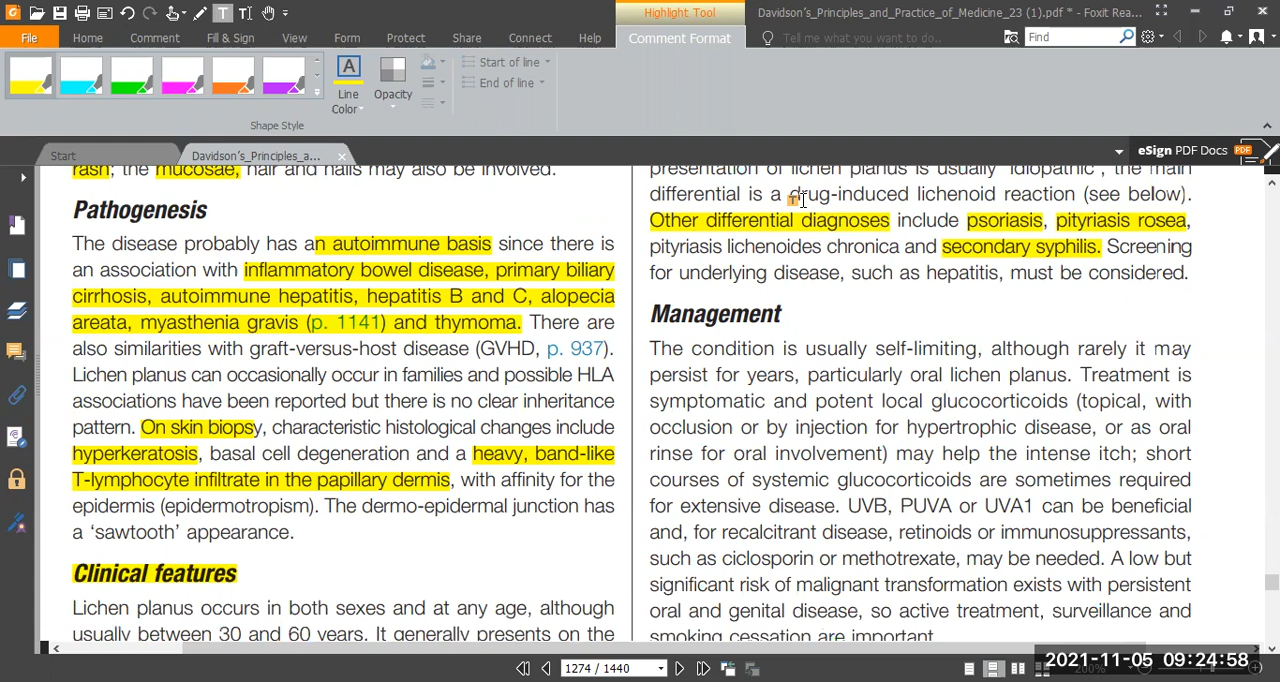 Highlight Tool
Davidson's_Principles_and_Practice_of_Medicine_23 (1).pdf * - Foxit Rea...
File
Home
Comment
Fill & Sign
View
Form
Protect
Share
Connect
Help
Comment Format
Tell me what you want to do..
Find
Line
Color
Opacity
Start of line
End of line
Shape Style
Start
Davidson's_Principles_a...
eSign PDF Docs
rash; the mucosae, hair and nails may also be involved.
Pathogenesis
The disease probably has an autoimmune basis since there is
an association with inflammatory bowel disease, primary biliary
cirrhosis, autoimmune hepatitis, hepatitis B and C, alopecia
areata, myasthenia gravis (p. 1141) and thymoma. There are
also similarities with graft-versus-host disease (GVHD, p. 937).
Lichen planus can occasionally occur in families and possible HLA
associations have been reported but there is no clear inheritance
pattern. On skin biopsy, characteristic histological changes include
hyperkeratosis, basal cell degeneration and a heavy, band-like
T-lymphocyte infiltrate in the papillary dermis, with affinity for the
epidermis (epidermotropism). The dermo-epidermal junction has
a ‘sawtooth’ appearance.
Clinical features
Lichen planus occurs in both sexes and at any age, although
usually between 30 and 60 years. It generally presents on the
presentation of lichen planus is usually ‘idiopathic’, the main
differential is a drug-induced lichenoid reaction (see below).
Other differential diagnoses include psoriasis, pityriasis rosea,
pityriasis lichenoides chronica and secondary syphilis. Screening
for underlying disease, such as hepatitis, must be considered.
Management
The condition is usually self-limiting, although rarely it may
persist for years, particularly oral lichen planus. Treatment is
symptomatic and potent local glucocorticoids (topical, with
occlusion or by injection for hypertrophic disease, or as oral
rinse for oral involvement) may help the intense itch; short
courses of systemic glucocorticoids are sometimes required
for extensive disease. UVB, PUVA or UVA1 can be beneficial
and, for recalcitrant disease, retinoids or immunosuppressants,
such as ciclosporin or methotrexate, may be needed. A low but
significant risk of malignant transformation exists with persistent
oral and genital disease, so active treatment, surveillance and
smoking cessation are important.
1274 / 1440
2021-11-05 09:24:58